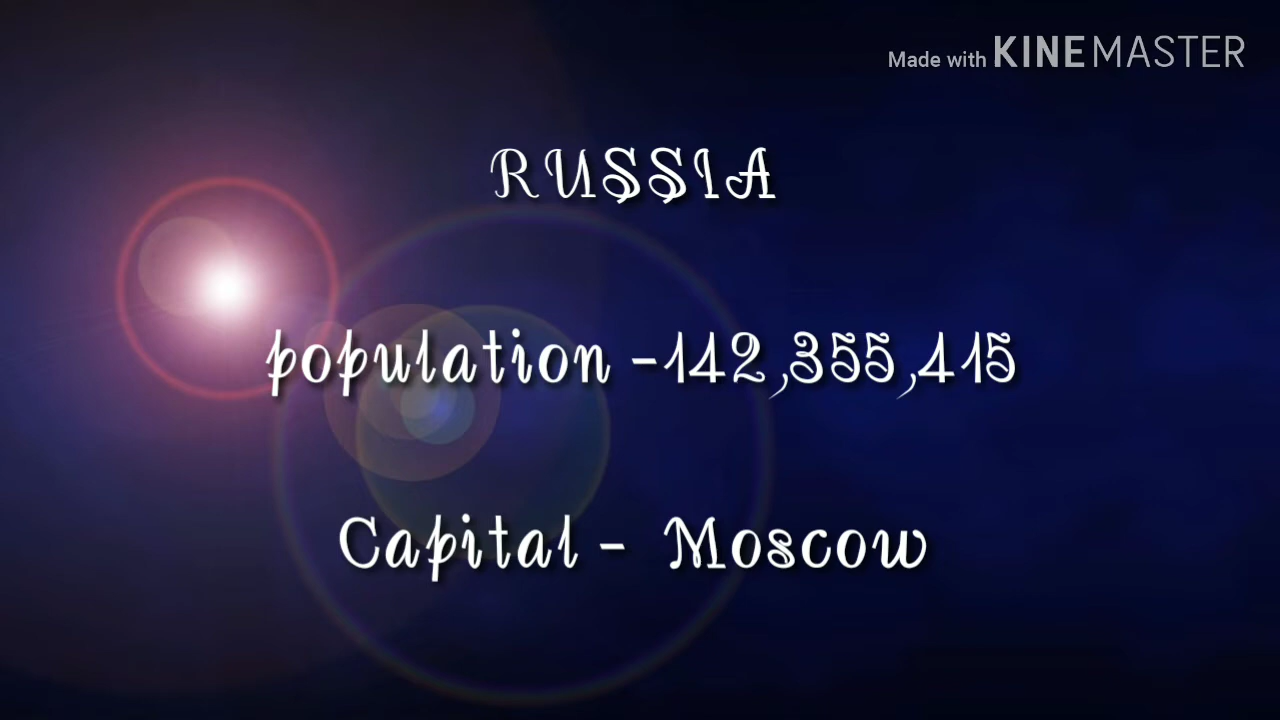 Made with KINEMASTER
RUSSIA
population -142,355,415
Capital - Moscow